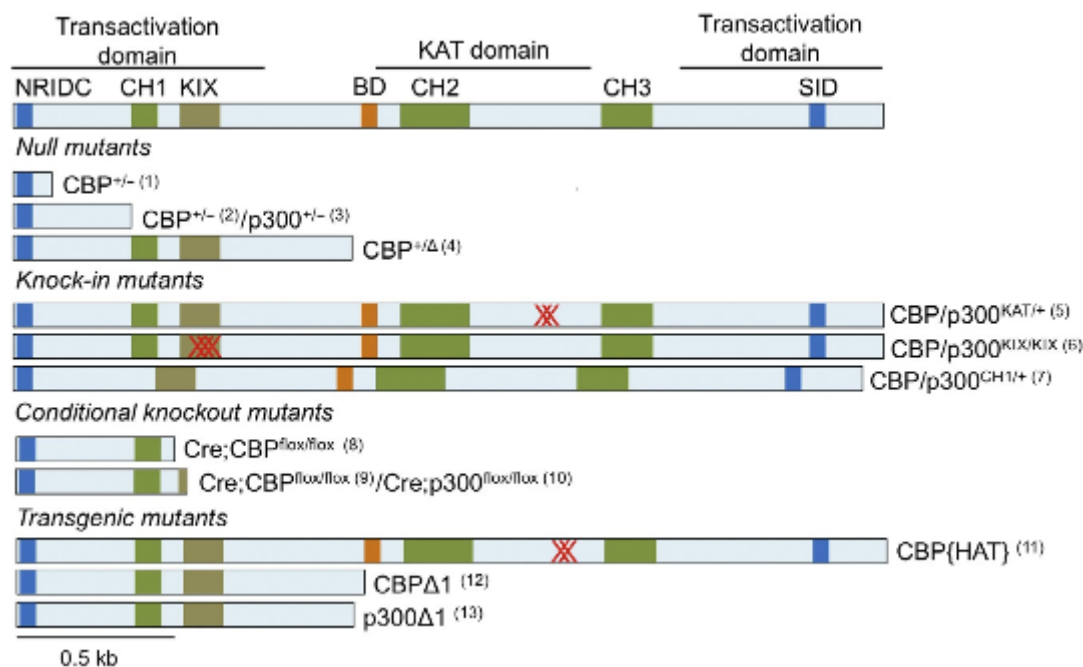 Transactivation domain
KAT domain
Transactivation domain
NRIDC CH1 KIX BD CH2 CH3 SID
Null mutants
CBP+/– (1)
CBP+/– (2)/p300+/– (3)
CBP+/Δ (4)
Knock-in mutants
CBP/p300KAT/+ (5)
CBP/p300KIX/KIX (6)
CBP/p300CH1/+ (7)
Conditional knockout mutants
Cre;CBPflox/flox (8)
Cre;CBPflox/flox (9)/Cre;p300flox/flox (10)
Transgenic mutants
CBP{HAT} (11)
CBPΔ1 (12)
p300Δ1 (13)
0.5 kb